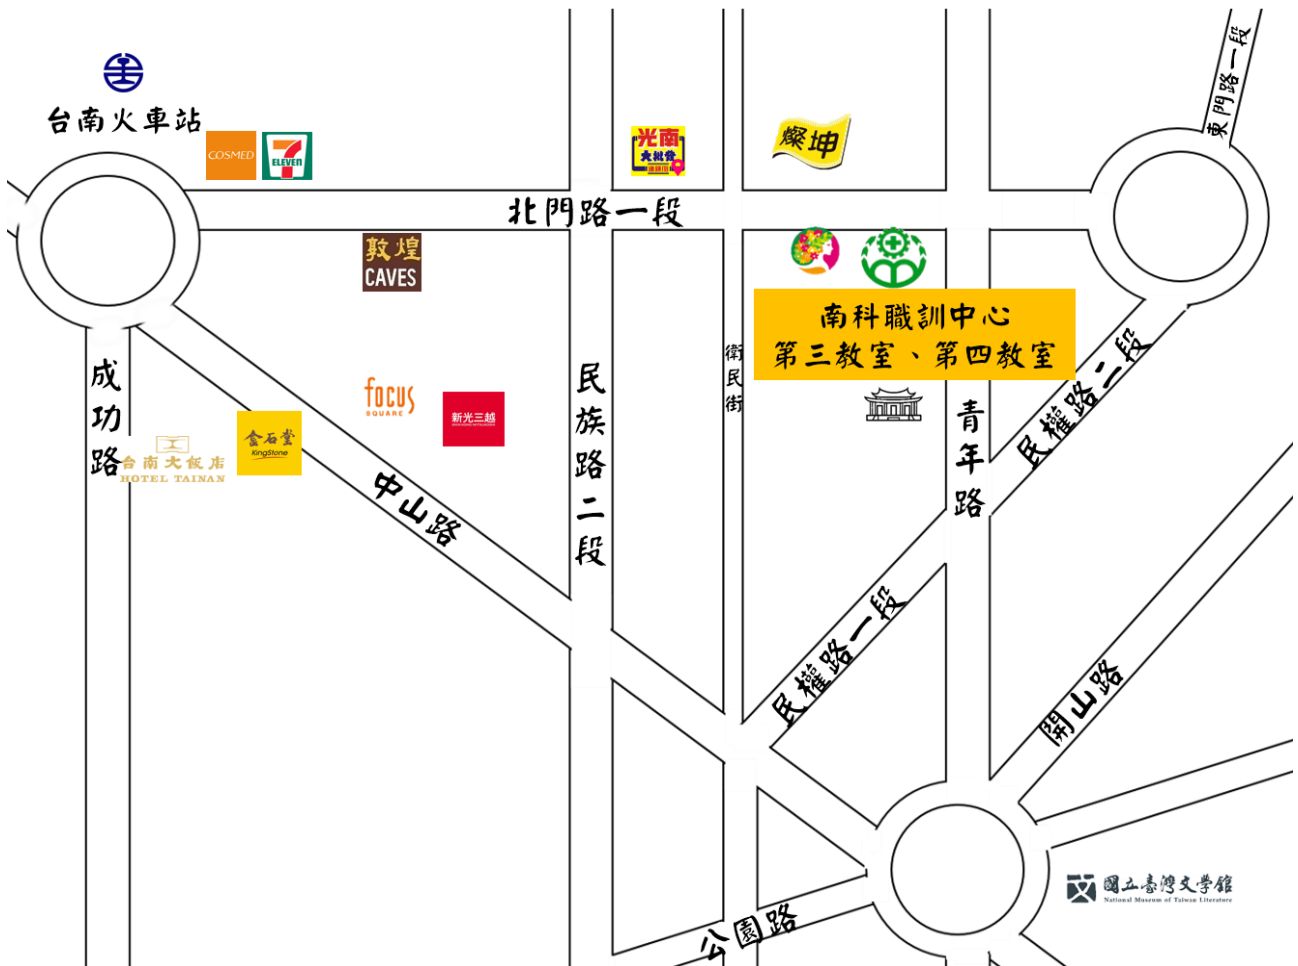 東門路一段
台南火車站
COSMED
7
ELEVEN
光南
大批發
燦坤
北門路一段
敦煌
CAVES
南科職訓中心
第三教室、第四教室
衛民街
成功路
民族路二段
青年路
民權路二段
focus
SQUARE
新光三越
金石堂
KingStone
台南大飯店
HOTEL TAINAN
中山路
民權路一段
開山路
國立臺灣文學館
National Museum of Taiwan Literature
公園路